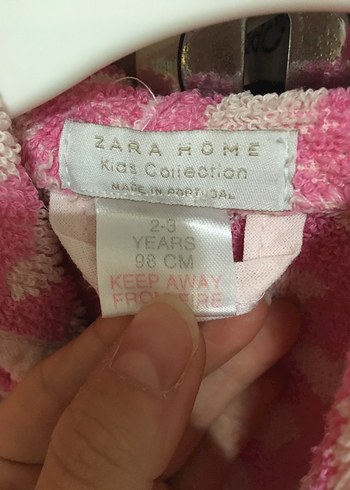 ZARA HOME
Kids Collection
MADE IN PORTUGAL
2-3
YEARS
98 CM
KEEP AWAY
FROM FIRE